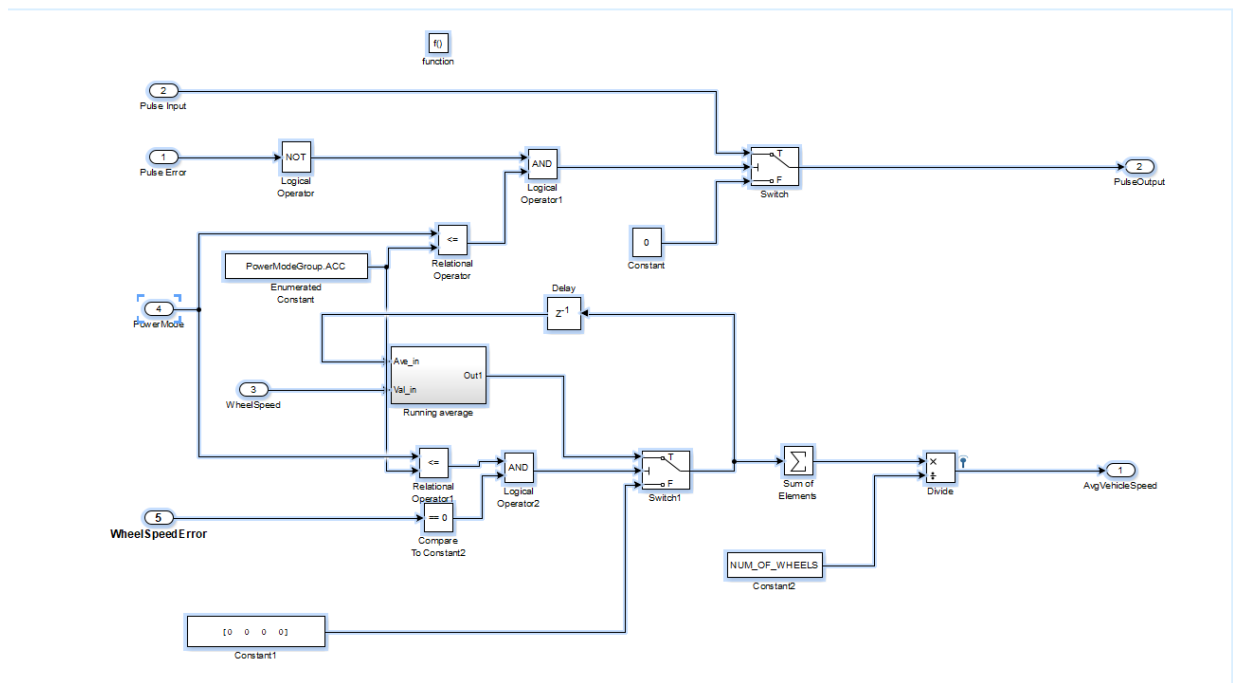 f()
function
2
Pulse Input
1
Pulse Error
NOT
Logical
Operator
AND
Logical
Operator1
T
F
Switch
2
PulseOutput
<=
Relational
Operator
0
Constant
PowerModeGroup.ACC
Enumerated
Constant
4
PowerMode
Delay
Z-1
Ave_in
Val_in
Out1
Running average
3
WheelSpeed
<=
Relational
Operator1
AND
Logical
Operator2
T
F
Switch1
Σ
Sum of
Elements
×
÷
Divide
1
AvgVehicleSpeed
5
WheelSpeedError
== 0
Compare
To Constant2
NUM_OF_WHEELS
Constant2
[0 0 0 0]
Constant1